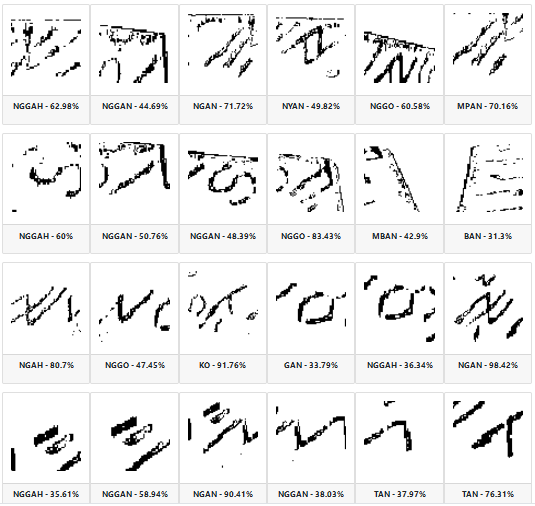 NGGAH - 62.98% NGGAN - 44.69% NGAN - 71.72% NYAN - 49.82% NGGO - 60.58% MPAN - 70.16%
NGGAH - 60% NGGAN - 50.76% NGGAN - 48.39% NGGO - 83.43% MBAN - 42.9% BAN - 31.3%
NGAH - 80.7% NGGO - 47.45% KO - 91.76% GAN - 33.79% NGGAH - 36.34% NGAN - 98.42%
NGGAH - 35.61% NGGAN - 58.94% NGAN - 90.41% NGGAN - 38.03% TAN - 37.97% TAN - 76.31%